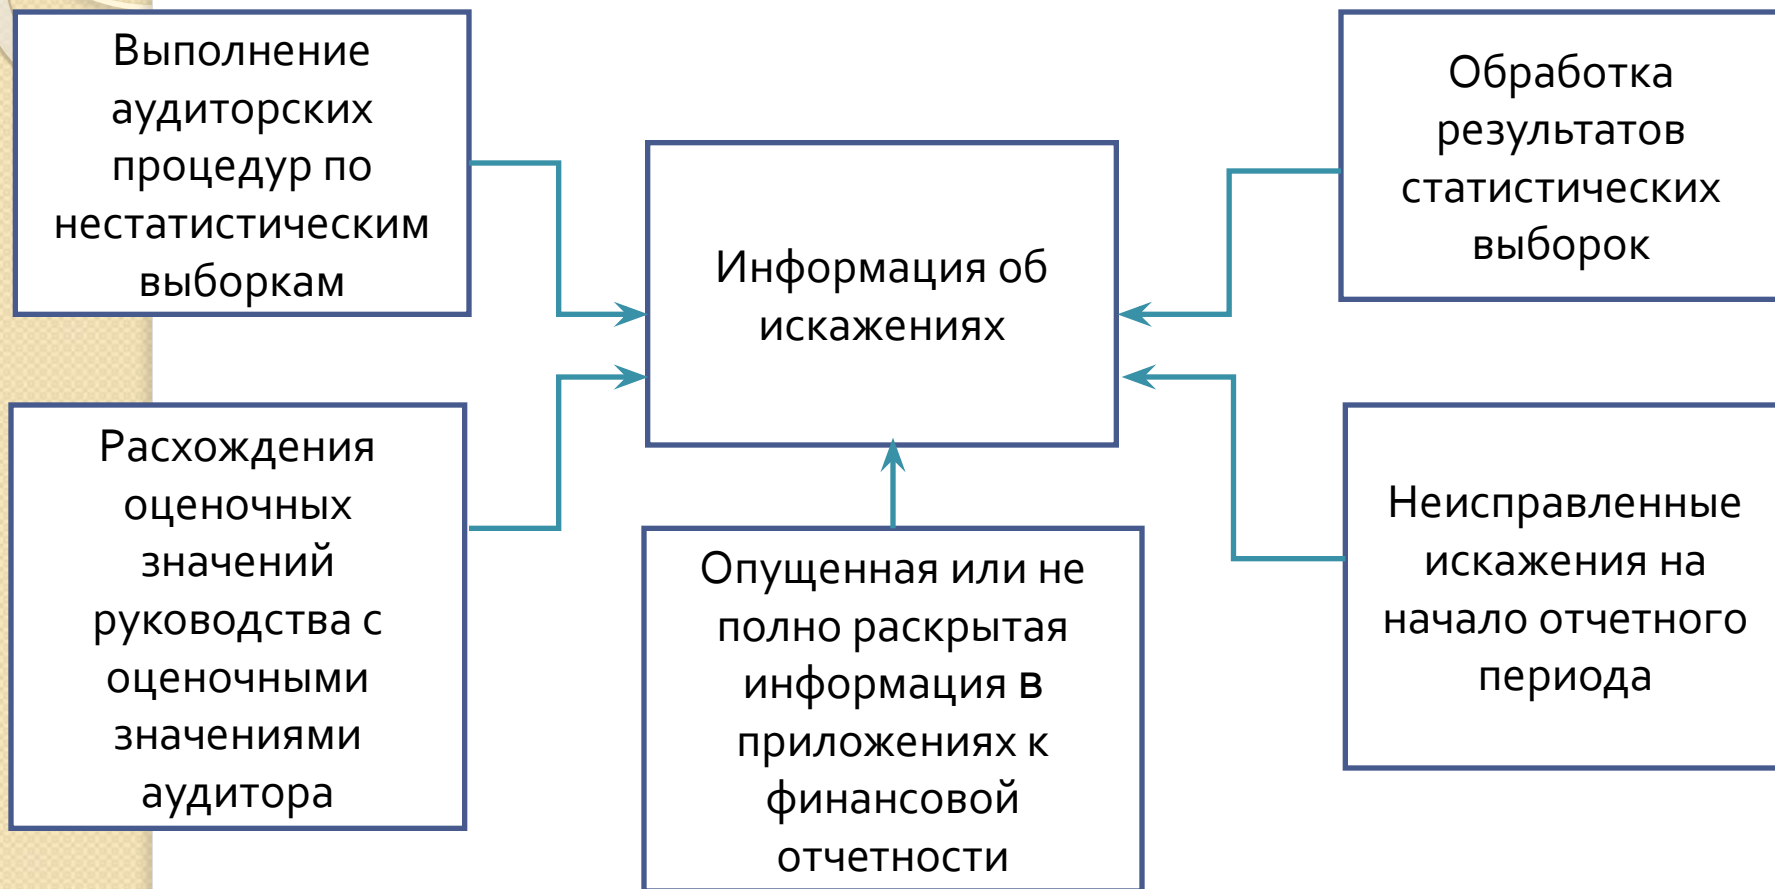 Выполнение
аудиторских
процедур по
нестатистическим
выборкам
Информация об
искажениях
Обработка
результатов
статистических
выборок
Расхождения
оценочных
значений
руководства с
оценочными
значениями
аудитора
Опущенная или не
полно раскрытая
информация в
приложениях к
финансовой
отчетности
Неисправленные
искажения на
начало отчетного
периода